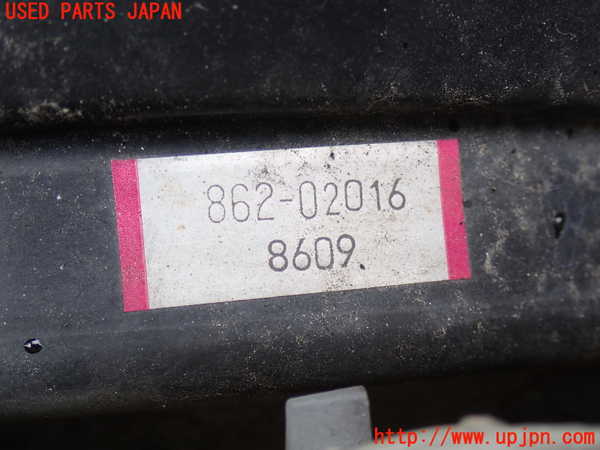 USED PARTS JAPAN
862-02016
8609.
http://www.upjpn.com/